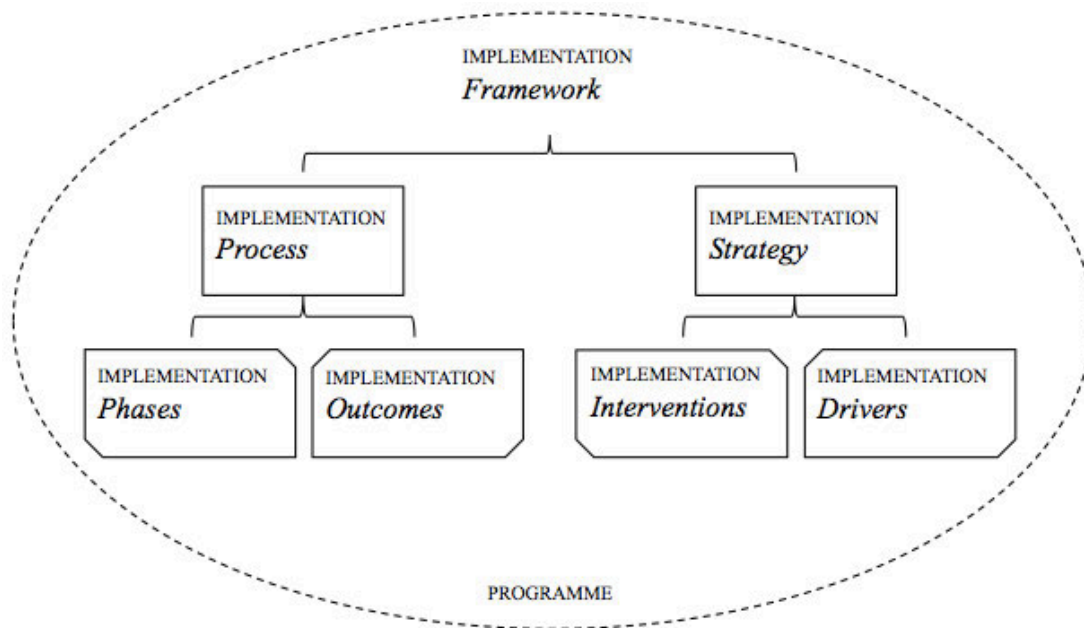 IMPLEMENTATION
Framework
IMPLEMENTATION
Process
IMPLEMENTATION
Strategy
IMPLEMENTATION
Phases
IMPLEMENTATION
Outcomes
IMPLEMENTATION
Interventions
IMPLEMENTATION
Drivers
PROGRAMME